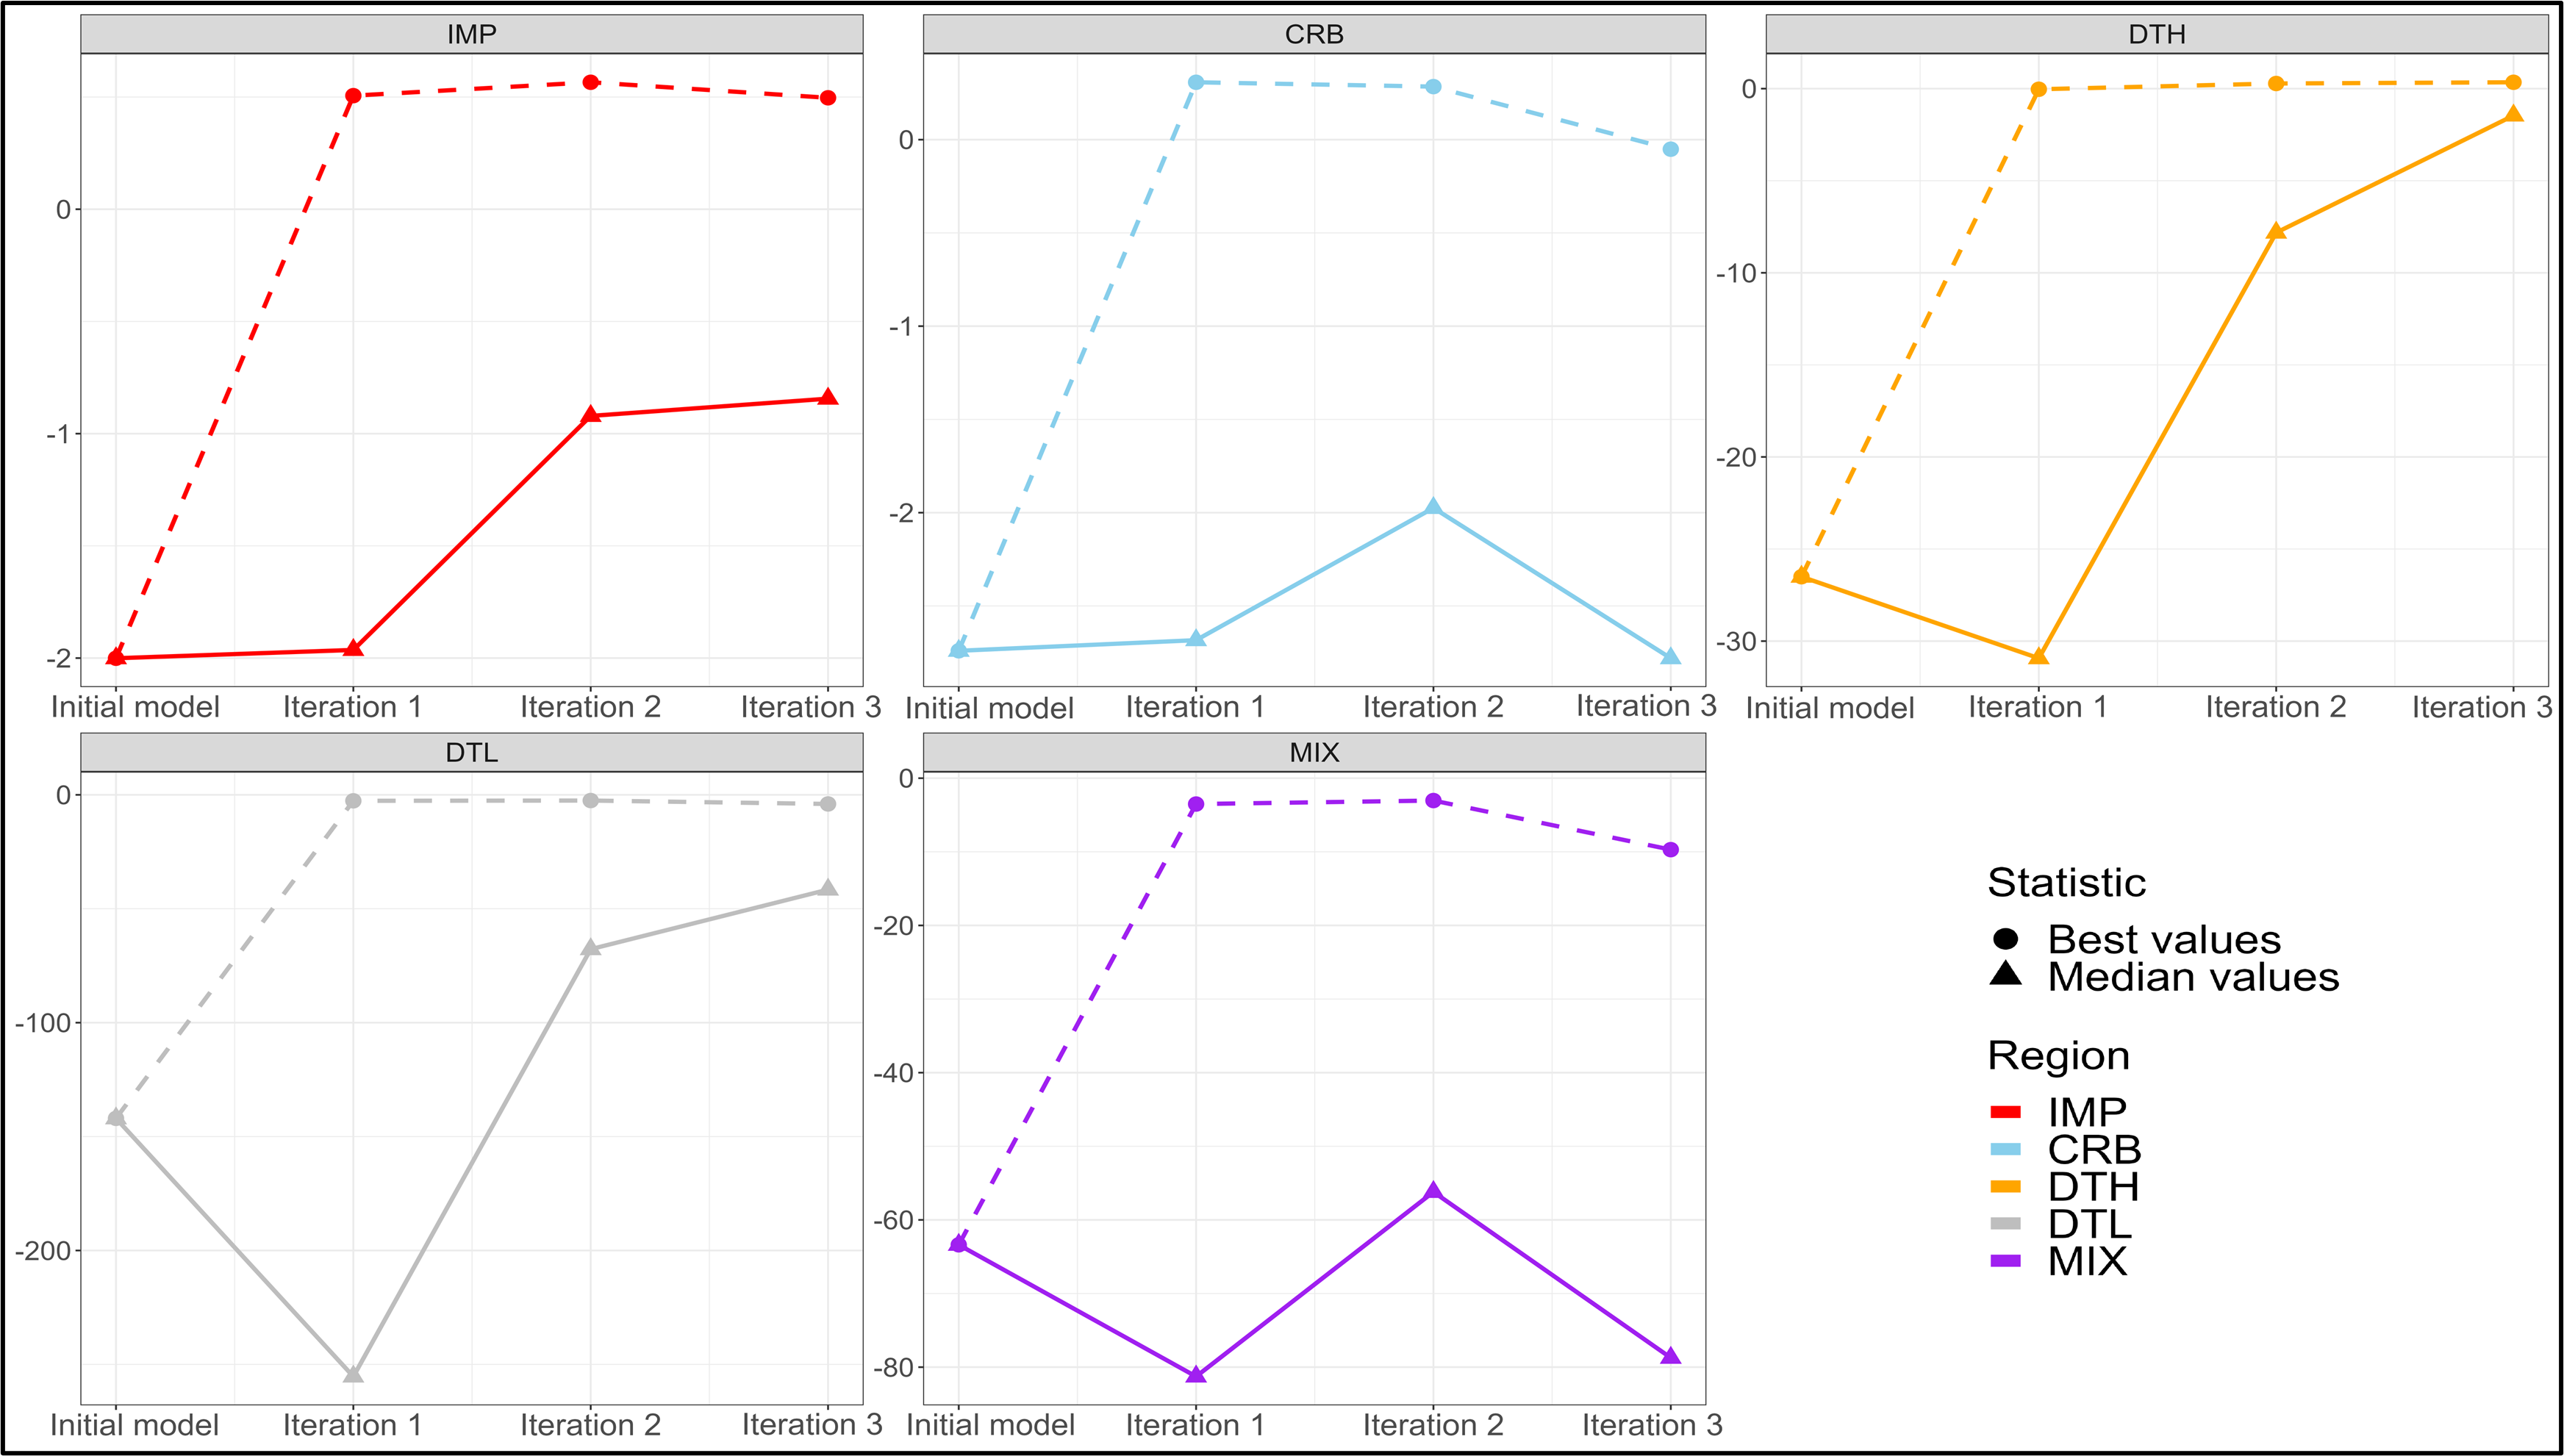 IMP
0
-1
-2
Initial model Iteration 1 Iteration 2 Iteration 3
CRB
0
-1
-2
Initial model Iteration 1 Iteration 2 Iteration 3
DTH
0
-10
-20
-30
Initial model Iteration 1 Iteration 2 Iteration 3
DTL
0
-100
-200
Initial model Iteration 1 Iteration 2 Iteration 3
MIX
0
-20
-40
-60
-80
Initial model Iteration 1 Iteration 2 Iteration 3
Statistic
Best values
Median values
Region
IMP
CRB
DTH
DTL
MIX